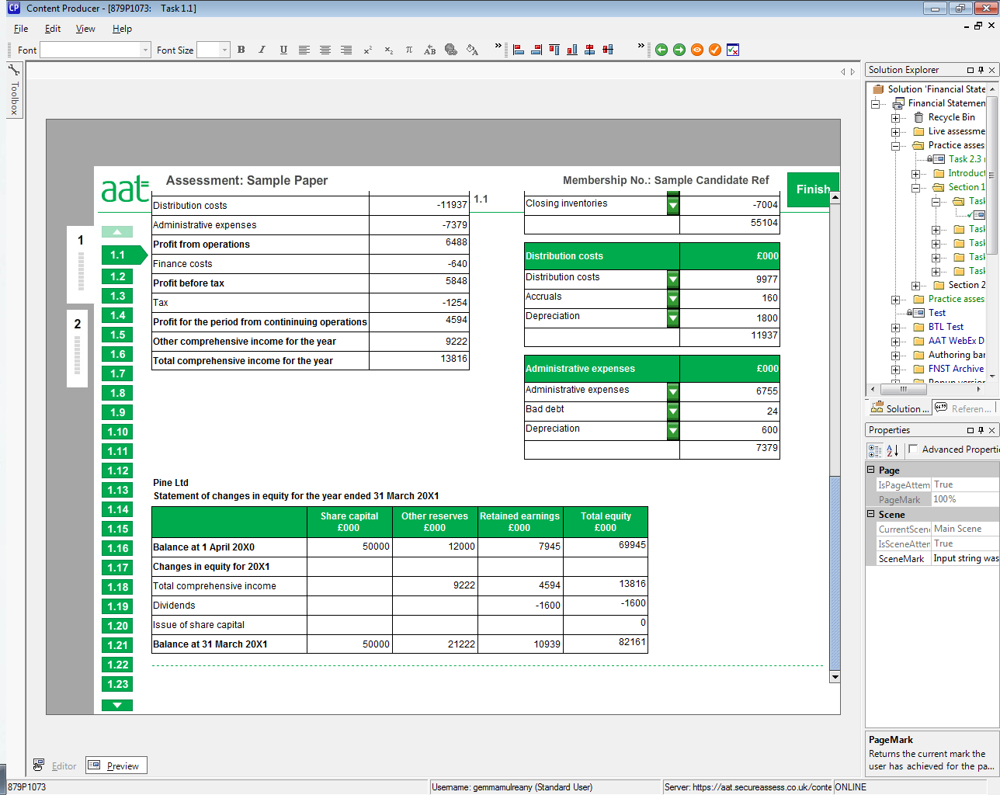 CP Content Producer - [879P1073: Task 1.1]
File Edit View Help
Font Font Size B I U x² x₂ π AB A
Toolbox
aat
Assessment: Sample Paper
Membership No.: Sample Candidate Ref
Finish
1.1
1
2
1.1
1.2
1.3
1.4
1.5
1.6
1.7
1.8
1.9
1.10
1.11
1.12
1.13
1.14
1.15
1.16
1.17
1.18
1.19
1.20
1.21
1.22
1.23
Distribution costs -11937
Administrative expenses -7379
Profit from operations 6488
Finance costs -640
Profit before tax 5848
Tax -1254
Profit for the period from contininuing operations 4594
Other comprehensive income for the year 9222
Total comprehensive income for the year 13816
Closing inventories -7004
55104
Distribution costs £000
Distribution costs 9977
Accruals 160
Depreciation 1800
11937
Administrative expenses £000
Administrative expenses 6755
Bad debt 24
Depreciation 600
7379
Pine Ltd
Statement of changes in equity for the year ended 31 March 20X1
Share capital Other reserves Retained earnings Total equity
£000 £000 £000 £000
Balance at 1 April 20X0 50000 12000 7945 69945
Changes in equity for 20X1
Total comprehensive income 9222 4594 13816
Dividends -1600 -1600
Issue of share capital 0
Balance at 31 March 20X1 50000 21222 10939 82161
Editor Preview
Solution Explorer
Solution 'Financial State
Financial Statemen
Recycle Bin
Live assessme
Practice asses
Task 2.3
Introduct
Section 1
Task
Task
Task
Task
Task
Section 2
Practice asses
Test
BTL Test
AAT WebEx D
Authoring bar
FNST Archive
Solution ... Referen...
Properties
Advanced Properti
Page
IsPageAttem True
PageMark 100%
Scene
CurrentScen Main Scene
IsSceneAtter True
SceneMark Input string was
PageMark
Returns the current mark the
user has achieved for the pa...
879P1073 Username: gemmamulreany (Standard User) Server: https://aat.secureassess.co.uk/conte ONLINE